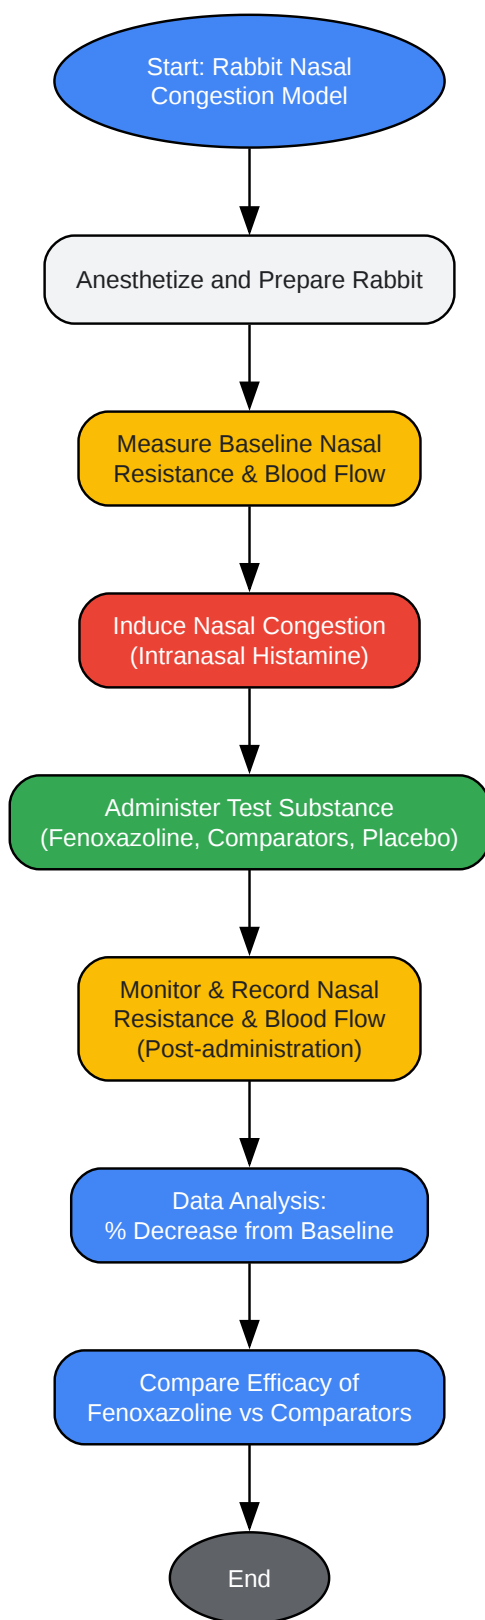 Start: Rabbit Nasal
Congestion Model
Anesthetize and Prepare Rabbit
Measure Baseline Nasal
Resistance & Blood Flow
Induce Nasal Congestion
(Intranasal Histamine)
Administer Test Substance
(Fenoxazoline, Comparators, Placebo)
Monitor & Record Nasal
Resistance & Blood Flow
(Post-administration)
Data Analysis:
% Decrease from Baseline
Compare Efficacy of
Fenoxazoline vs Comparators
End